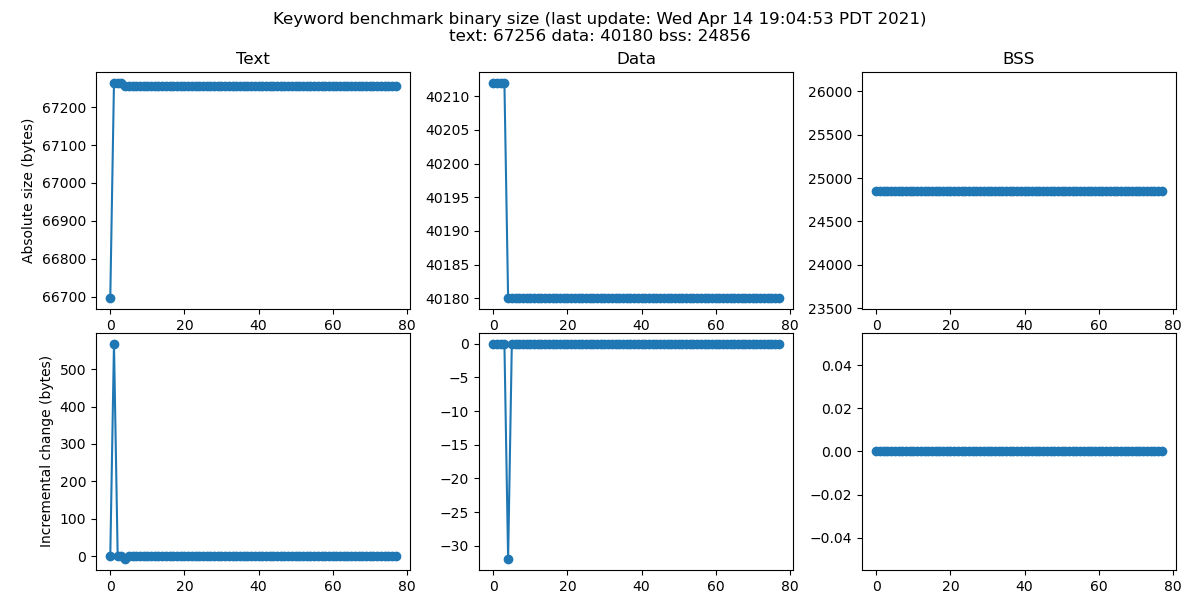 Keyword benchmark binary size (last update: Wed Apr 14 19:04:53 PDT 2021)
text: 67256 data: 40180 bss: 24856
Text
Data
BSS
Absolute size (bytes)
67200
67100
67000
66900
66800
66700
0 20 40 60 80
40210
40205
40200
40195
40190
40185
40180
0 20 40 60 80
26000
25500
25000
24500
24000
23500
0 20 40 60 80
Incremental change (bytes)
500
400
300
200
100
0
0 20 40 60 80
0
−5
−10
−15
−20
−25
−30
0 20 40 60 80
0.04
0.02
0.00
−0.02
−0.04
0 20 40 60 80